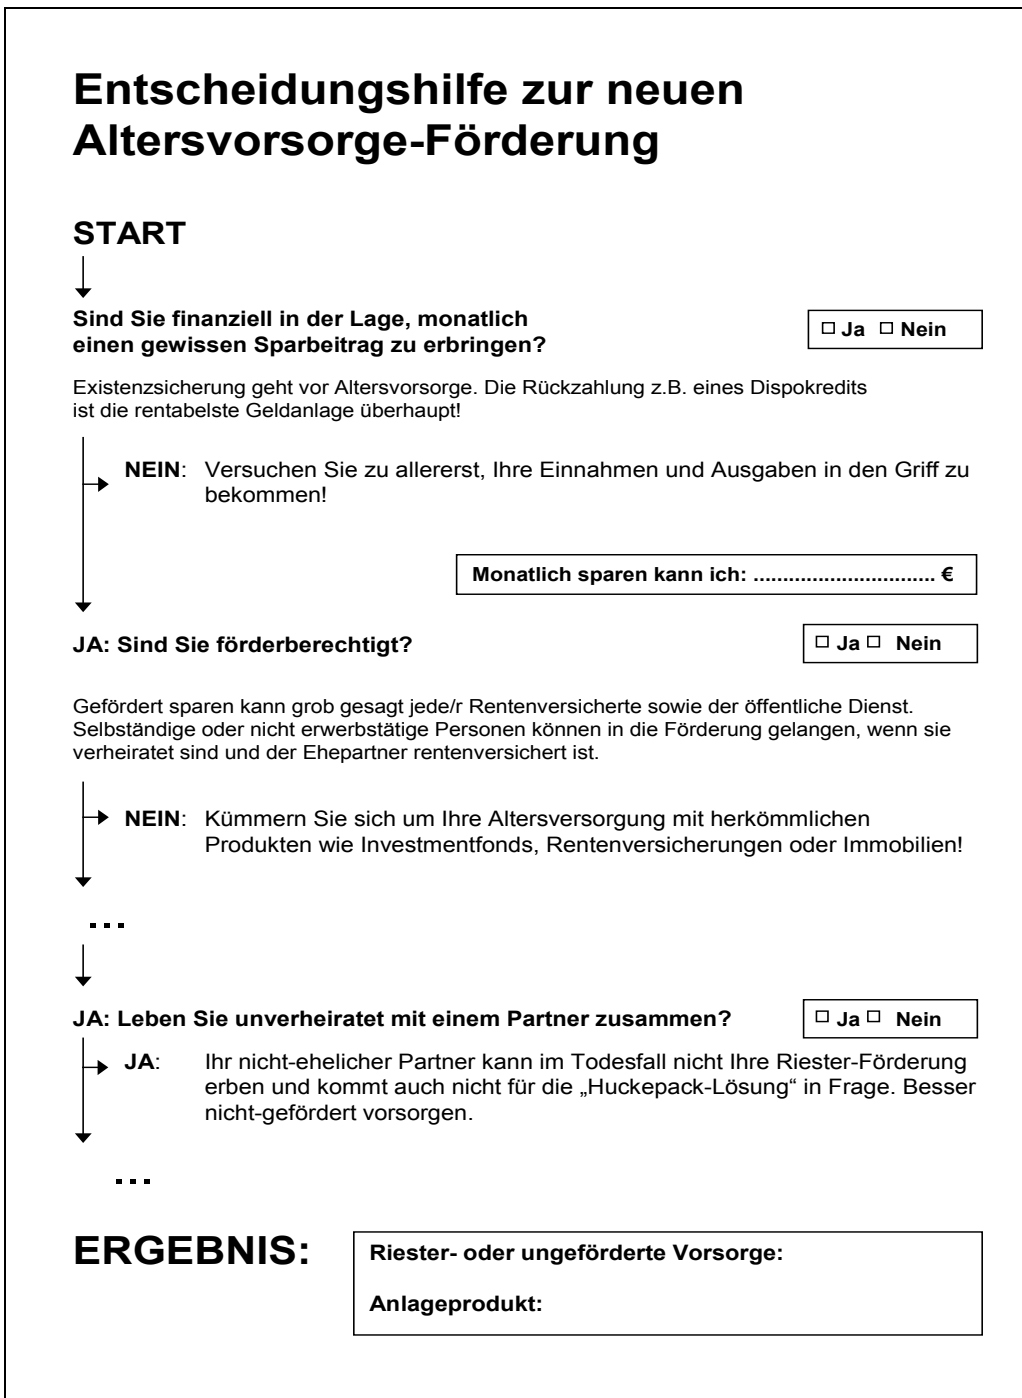 Entscheidungshilfe zur neuen
Altersvorsorge-Förderung
START
Sind Sie finanziell in der Lage, monatlich
einen gewissen Sparbeitrag zu erbringen?
□ Ja □ Nein
Existenzsicherung geht vor Altersvorsorge. Die Rückzahlung z.B. eines Dispokredits
ist die rentabelste Geldanlage überhaupt!
NEIN: Versuchen Sie zu allererst, Ihre Einnahmen und Ausgaben in den Griff zu
bekommen!
Monatlich sparen kann ich: ............................... €
JA: Sind Sie förderberechtigt?
□ Ja □ Nein
Gefördert sparen kann grob gesagt jede/r Rentenversicherte sowie der öffentliche Dienst.
Selbständige oder nicht erwerbstätige Personen können in die Förderung gelangen, wenn sie
verheiratet sind und der Ehepartner rentenversichert ist.
NEIN: Kümmern Sie sich um Ihre Altersversorgung mit herkömmlichen
Produkten wie Investmentfonds, Rentenversicherungen oder Immobilien!
...
JA: Leben Sie unverheiratet mit einem Partner zusammen?
□ Ja □ Nein
JA: Ihr nicht-ehelicher Partner kann im Todesfall nicht Ihre Riester-Förderung
erben und kommt auch nicht für die „Huckepack-Lösung“ in Frage. Besser
nicht-gefördert vorsorgen.
...
ERGEBNIS:
Riester- oder ungeförderte Vorsorge:
Anlageprodukt: